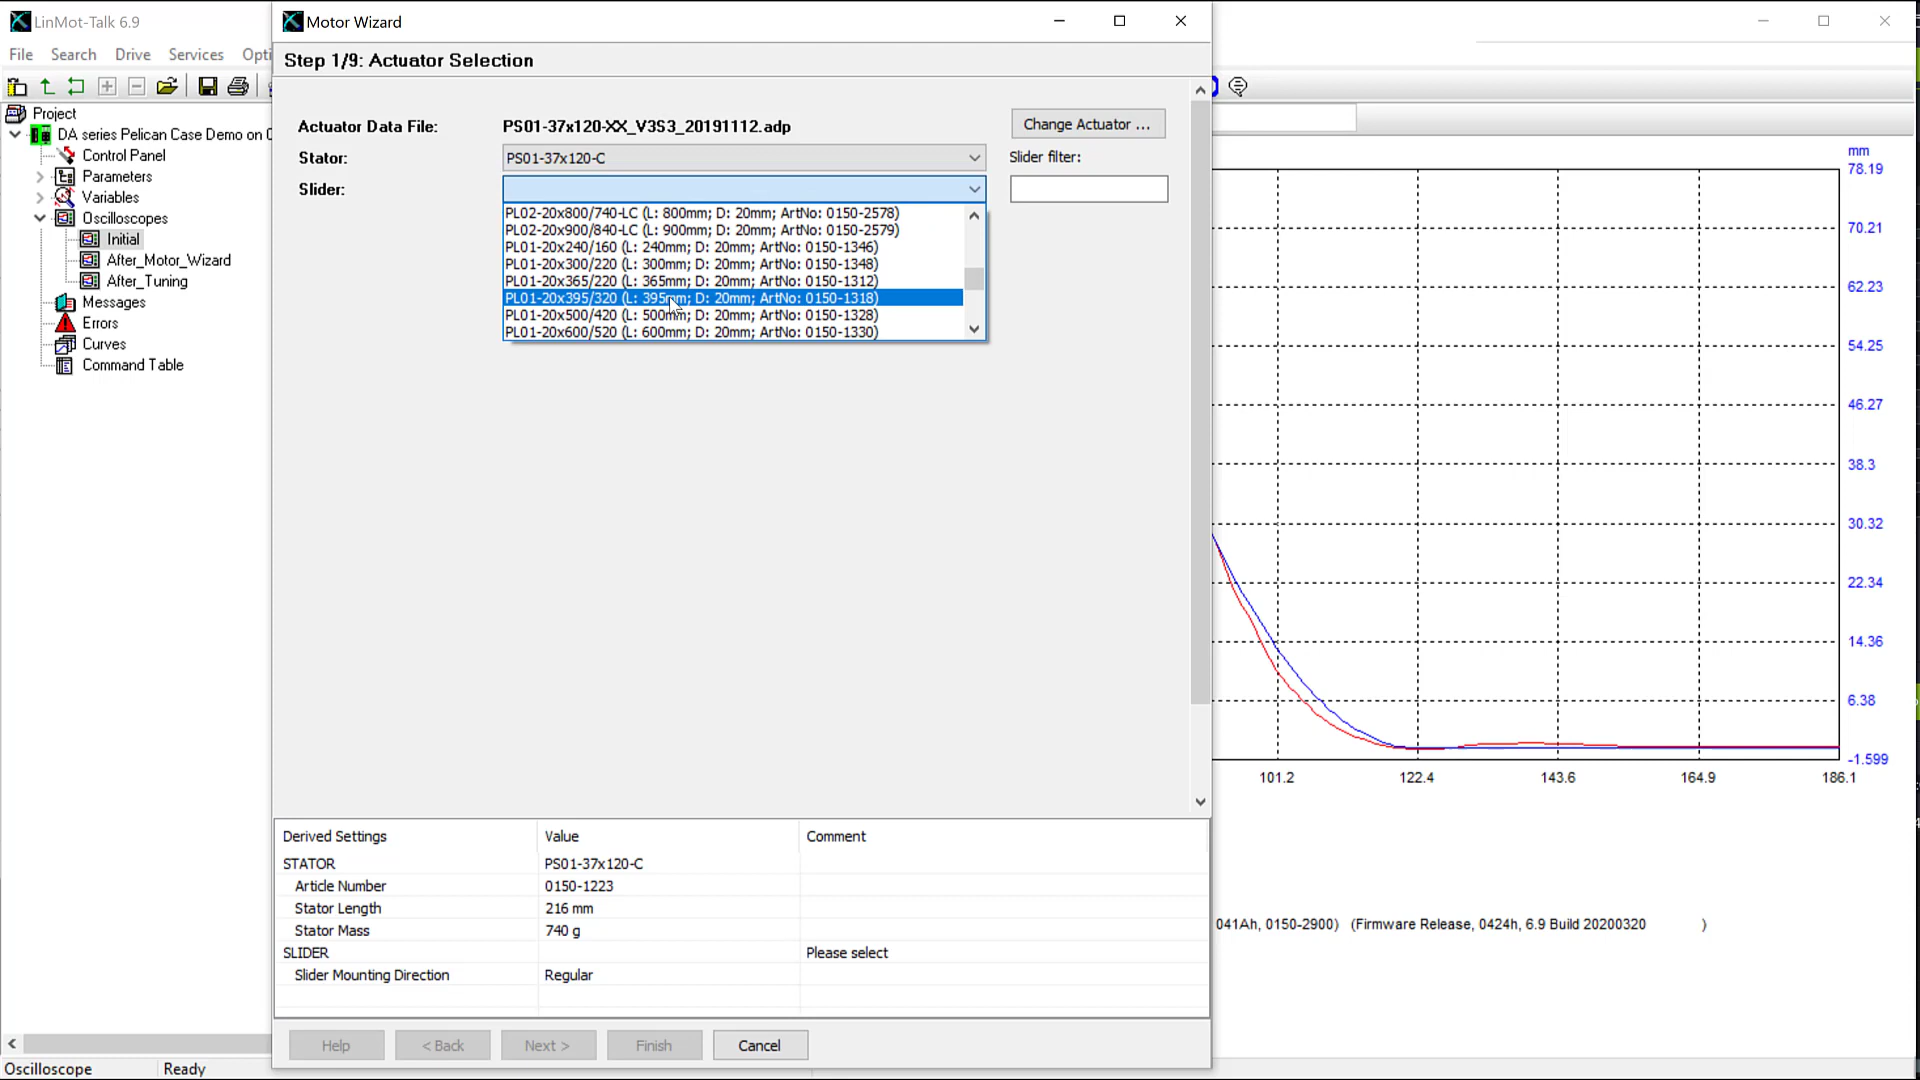 LinMot-Talk 6.9
Motor Wizard
File Search Drive Services Opti
Step 1/9: Actuator Selection
Project
DA series Pelican Case Demo on C
Control Panel
Parameters
Variables
Oscilloscopes
Initial
After_Motor_Wizard
After_Tuning
Messages
Errors
Curves
Command Table
Actuator Data File: PS01-37x120-XX_V3S3_20191112.adp Change Actuator ...
Stator: PS01-37x120-C Slider filter:
Slider:
PL02-20x800/740-LC (L: 800mm; D: 20mm; ArtNo: 0150-2578)
PL02-20x900/840-LC (L: 900mm; D: 20mm; ArtNo: 0150-2579)
PL01-20x240/160 (L: 240mm; D: 20mm; ArtNo: 0150-1346)
PL01-20x300/220 (L: 300mm; D: 20mm; ArtNo: 0150-1348)
PL01-20x365/220 (L: 365mm; D: 20mm; ArtNo: 0150-1312)
PL01-20x395/320 (L: 395mm; D: 20mm; ArtNo: 0150-1318)
PL01-20x500/420 (L: 500mm; D: 20mm; ArtNo: 0150-1328)
PL01-20x600/520 (L: 600mm; D: 20mm; ArtNo: 0150-1330)
mm
78.19
70.21
62.23
54.25
46.27
38.3
30.32
22.34
14.36
6.38
-1.599
101.2 122.4 143.6 164.9 186.1
Derived Settings Value Comment
STATOR PS01-37x120-C
Article Number 0150-1223
Stator Length 216 mm
Stator Mass 740 g
SLIDER Please select
Slider Mounting Direction Regular
041Ah, 0150-2900) (Firmware Release, 0424h, 6.9 Build 20200320 )
Help < Back Next > Finish Cancel
Oscilloscope Ready